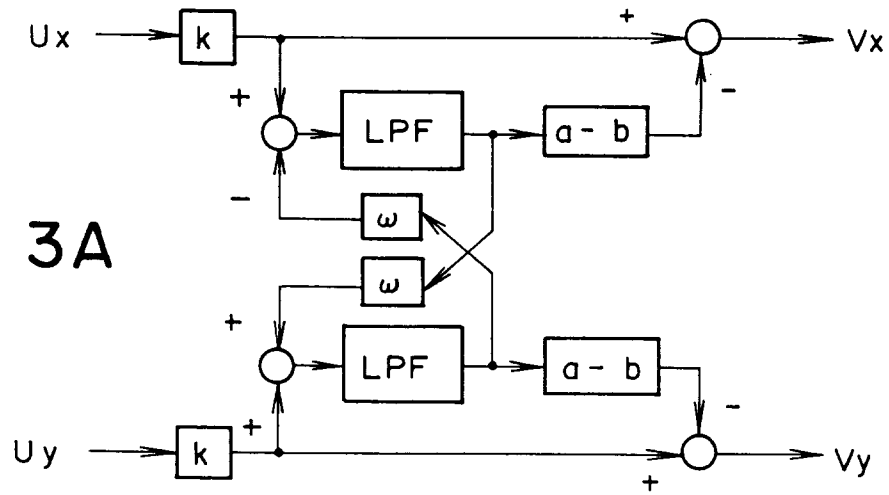 Ux k + Vx
+ LPF a - b -
- ω
3A
ω
+ LPF a - b
+ -
Uy k + Vy